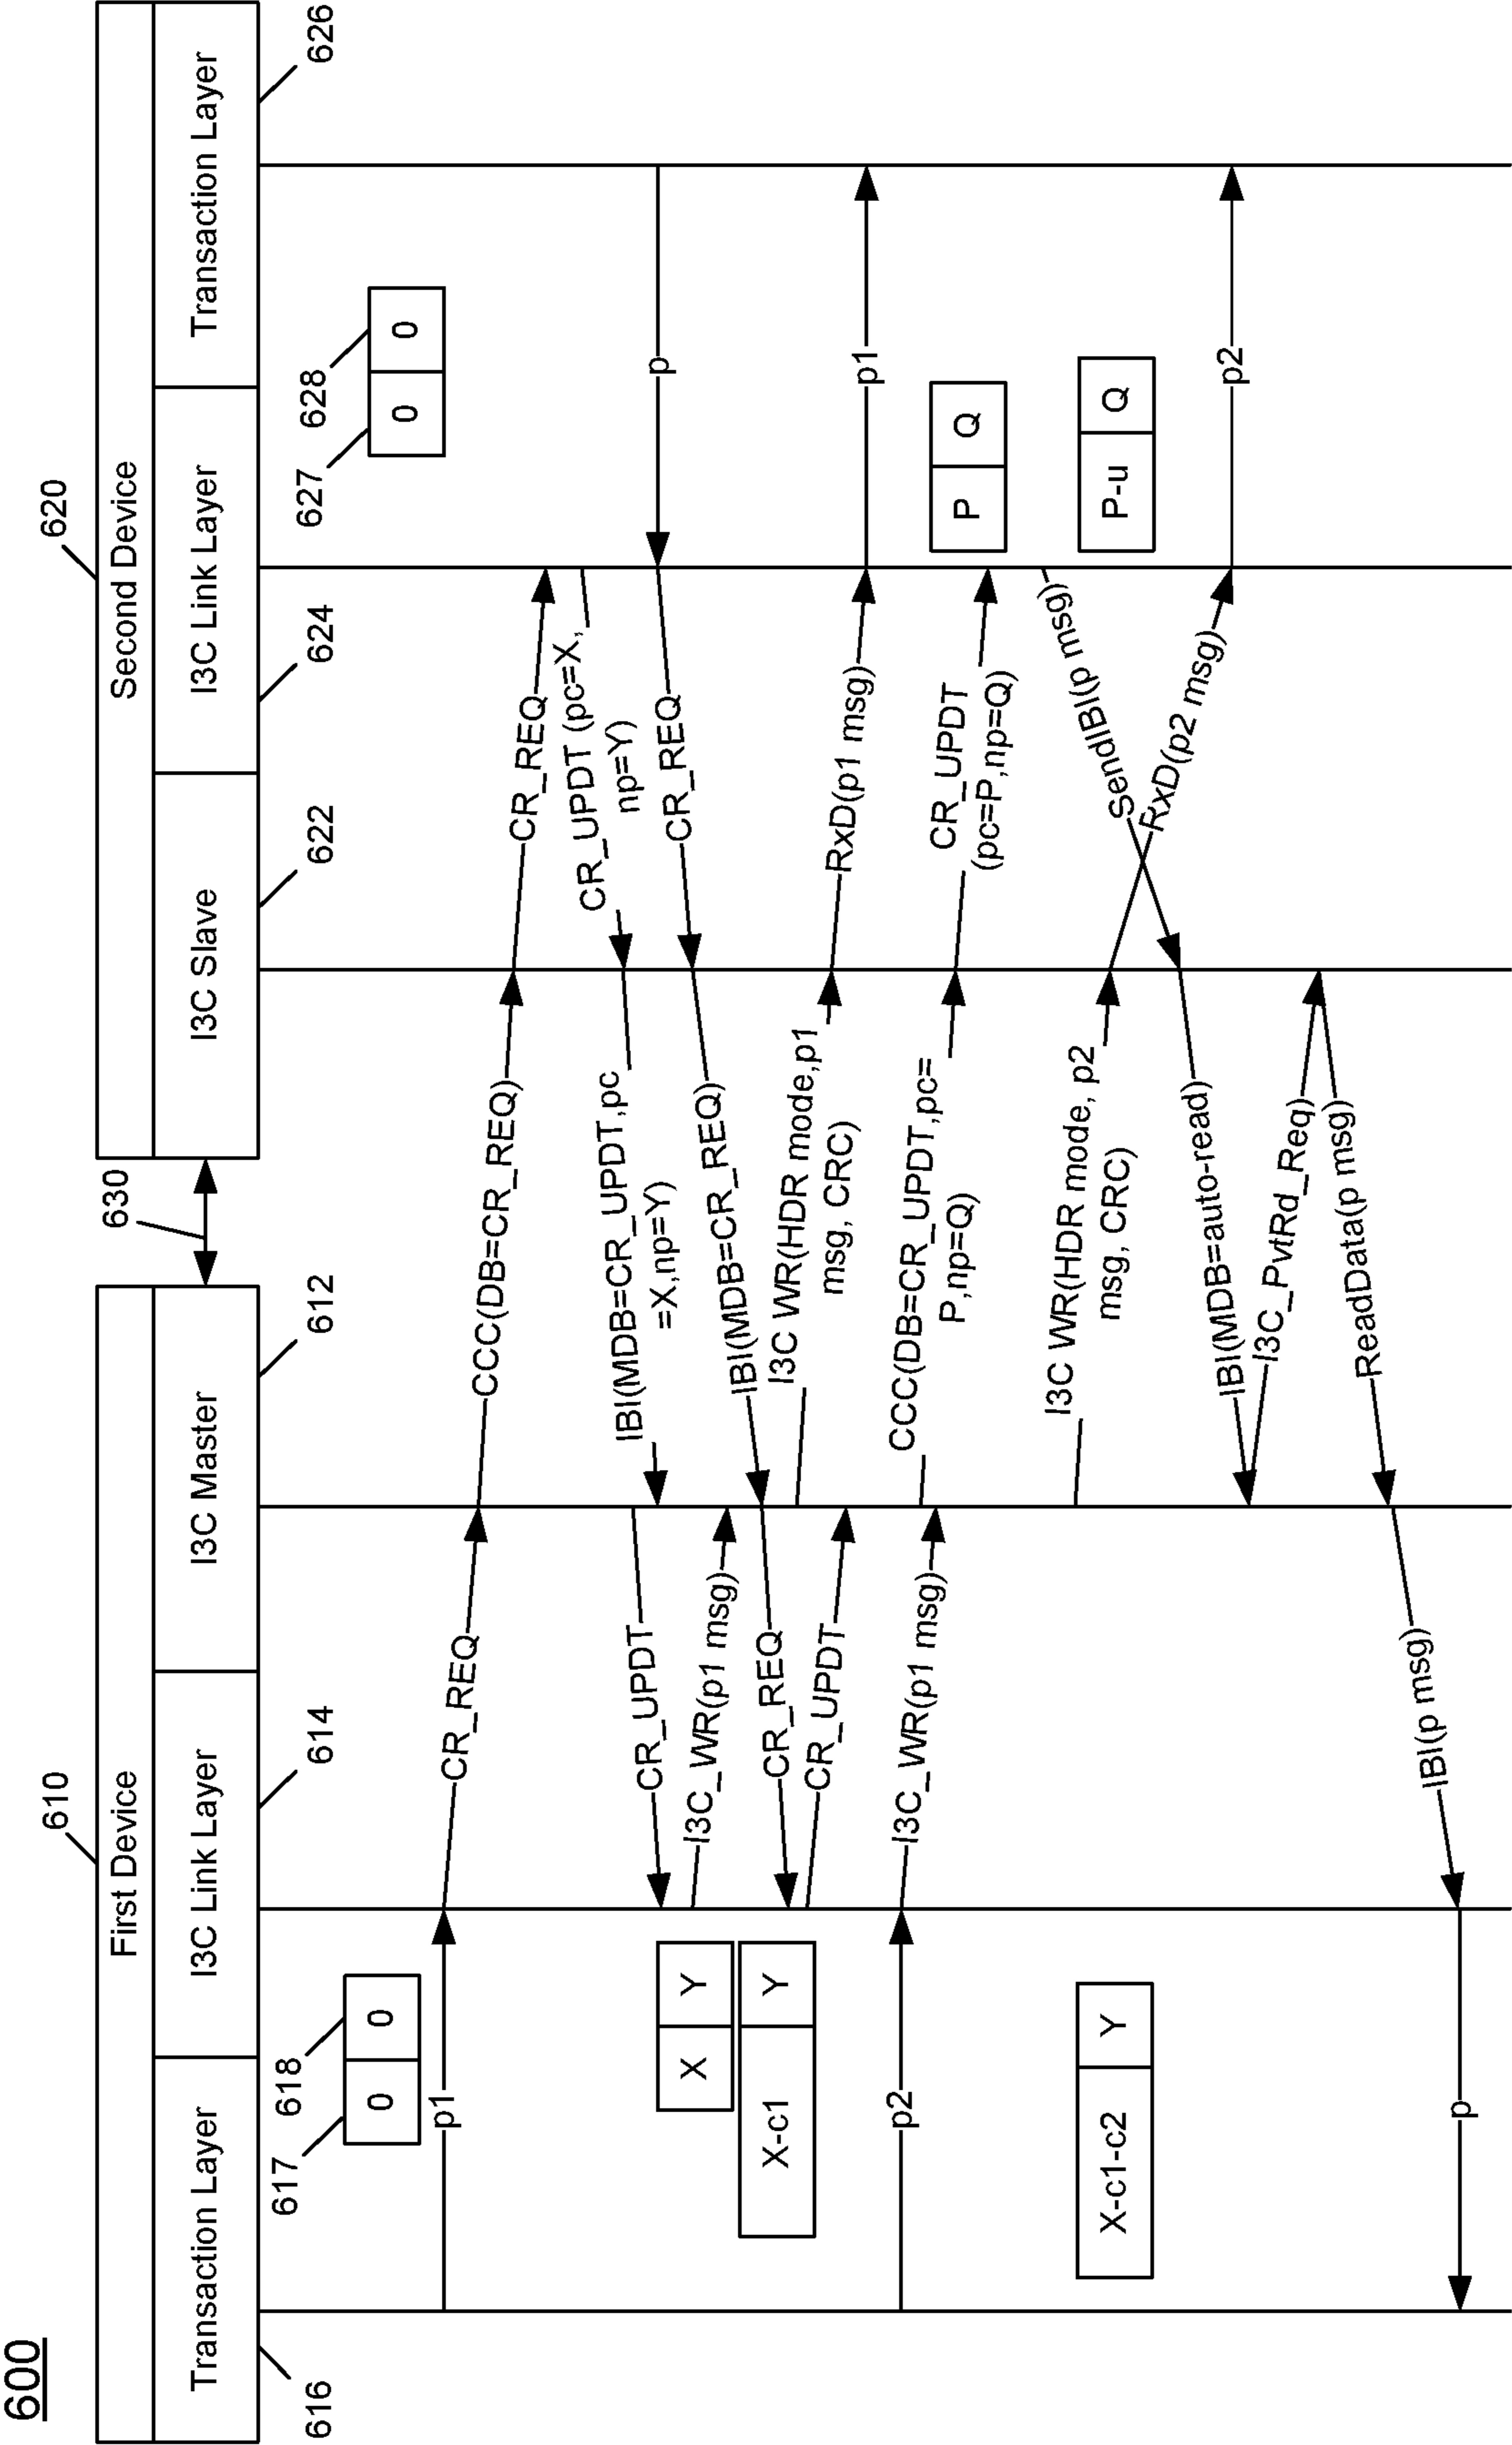 600
610
620
First Device
Second Device
Transaction Layer
I3C Link Layer
I3C Master
I3C Slave
I3C Link Layer
Transaction Layer
616
614
612
630
622
624
626
617
618
0
0
627
628
0
0
p1
CR_REQ
CCC(DB=CR_REQ)
CR_REQ
CR_UPDT (pc=X,
np=Y)
IBI(MDB=CR_UPDT,pc
=X,np=Y)
CR_UPDT
X
Y
p
CR_REQ
IBI(MDB=CR_REQ)
I3C_WR(p1 msg)
CR_REQ
X-c1
Y
I3C WR(HDR mode,p1
msg, CRC)
RxD(p1 msg)
p1
CR_UPDT
CCC(DB=CR_UPDT,pc=
P,np=Q)
CR_UPDT
(pc=P,np=Q)
P
Q
p2
I3C_WR(p1 msg)
I3C WR(HDR mode, p2
msg, CRC)
SendIBI(p msg)
RxD(p2 msg)
P-u
Q
p2
X-c1-c2
Y
IBI(MDB=auto-read)
I3C_PvtRd_Req)
ReadData(p msg)
IBI(p msg)
p